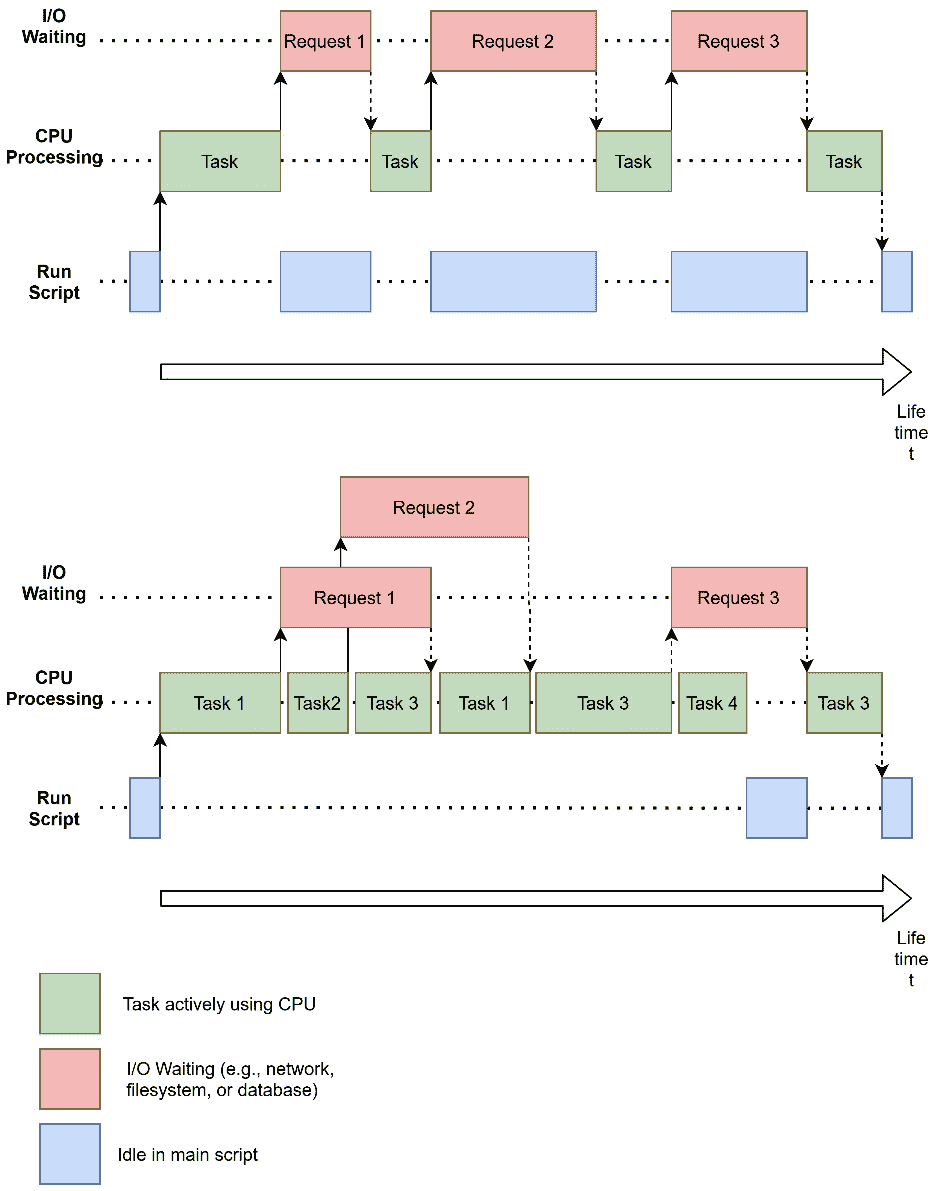 I/O
Waiting
Request 1
Request 2
Request 3
CPU
Processing
Task
Task
Task
Task
Run
Script
Life
time
t
Request 2
I/O
Waiting
Request 1
Request 3
CPU
Processing
Task 1
Task2
Task 3
Task 1
Task 3
Task 4
Task 3
Run
Script
Life
time
t
Task actively using CPU
I/O Waiting (e.g., network,
filesystem, or database)
Idle in main script